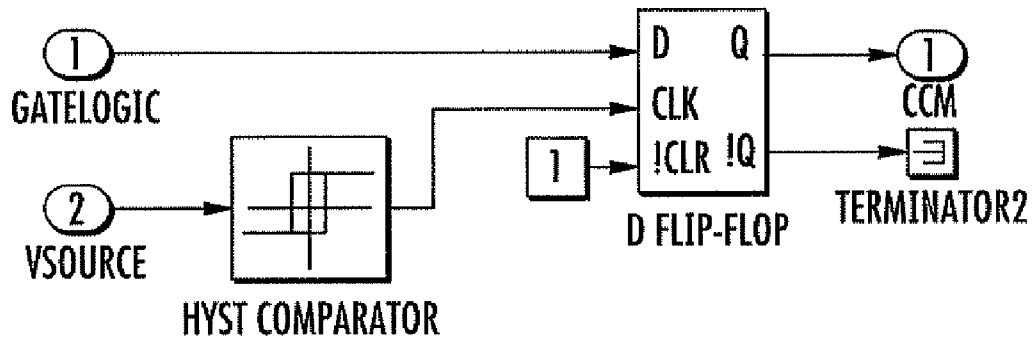 1
GATELOGIC
2
VSOURCE
HYST COMPARATOR
1
D Q
CLK
!CLR !Q
D FLIP-FLOP
1
CCM
TERMINATOR2